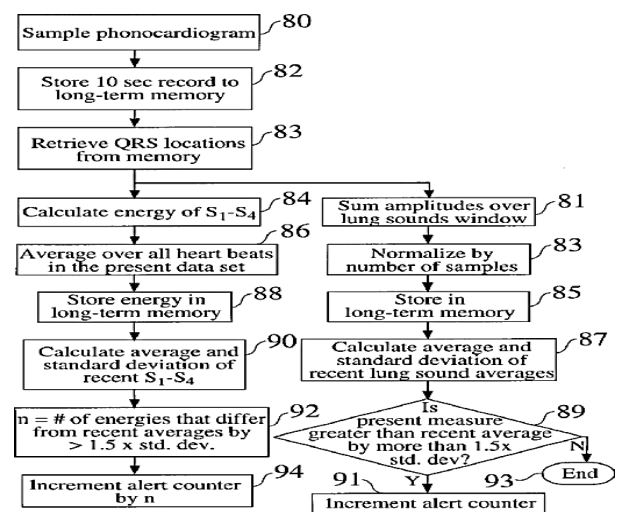 Sample phonocardiogram
80
Store 10 sec record to
long-term memory
82
Retrieve QRS locations
from memory
83
Calculate energy of S1-S4
84
Average over all heart beats
in the present data set
86
Store energy in
long-term memory
88
Calculate average and
standard deviation of
recent S1-S4
90
n = # of energies that differ
from recent averages by
> 1.5 x std. dev.
92
Increment alert counter
by n
94
Sum amplitudes over
lung sounds window
81
Normalize by
number of samples
83
Store in
long-term memory
85
Calculate average and
standard deviation of
recent lung sound averages
87
Is
present measure
greater than recent average
by more than 1.5x
std. dev?
89
N
End
93
Y
91
Increment alert counter